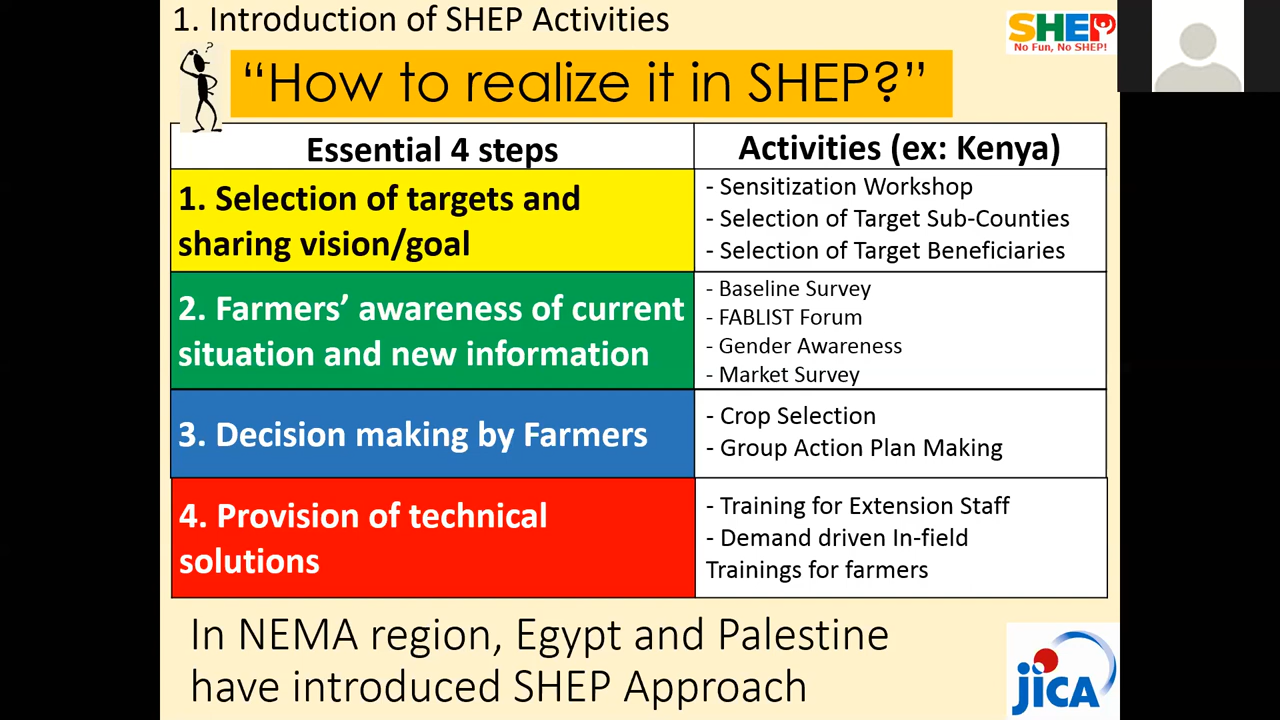 1. Introduction of SHEP Activities
SHEP
No Fun, No SHEP!
?
“How to realize it in SHEP?”
Essential 4 steps
Activities (ex: Kenya)
1. Selection of targets and
sharing vision/goal
- Sensitization Workshop
- Selection of Target Sub-Counties
- Selection of Target Beneficiaries
2. Farmers’ awareness of current
situation and new information
- Baseline Survey
- FABLIST Forum
- Gender Awareness
- Market Survey
3. Decision making by Farmers
- Crop Selection
- Group Action Plan Making
4. Provision of technical
solutions
- Training for Extension Staff
- Demand driven In-field
Trainings for farmers
In NEMA region, Egypt and Palestine
have introduced SHEP Approach
jICA